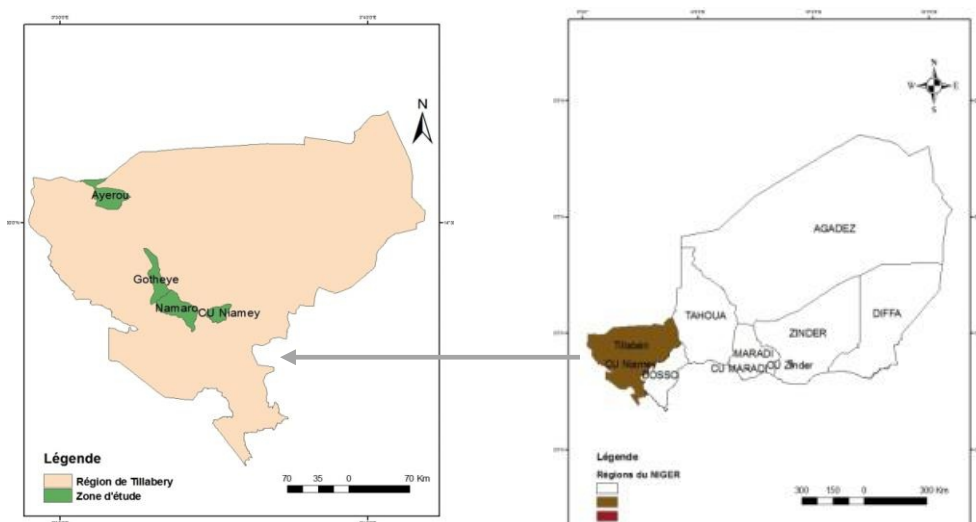 N
Ayerou
Gotheye
Namaro
CU Niamey
Légende
Région de Tillabery
Zone d'étude
70 35 0 70 Km
N
W E
S
AGADEZ
TAHOUA
DIFFA
ZINDER
Tillabéri
MARADI
CU Niamey
CU Zinder
DOSSO
CU MARADI
Légende
Régions du NIGER
300 150 0 300 Km